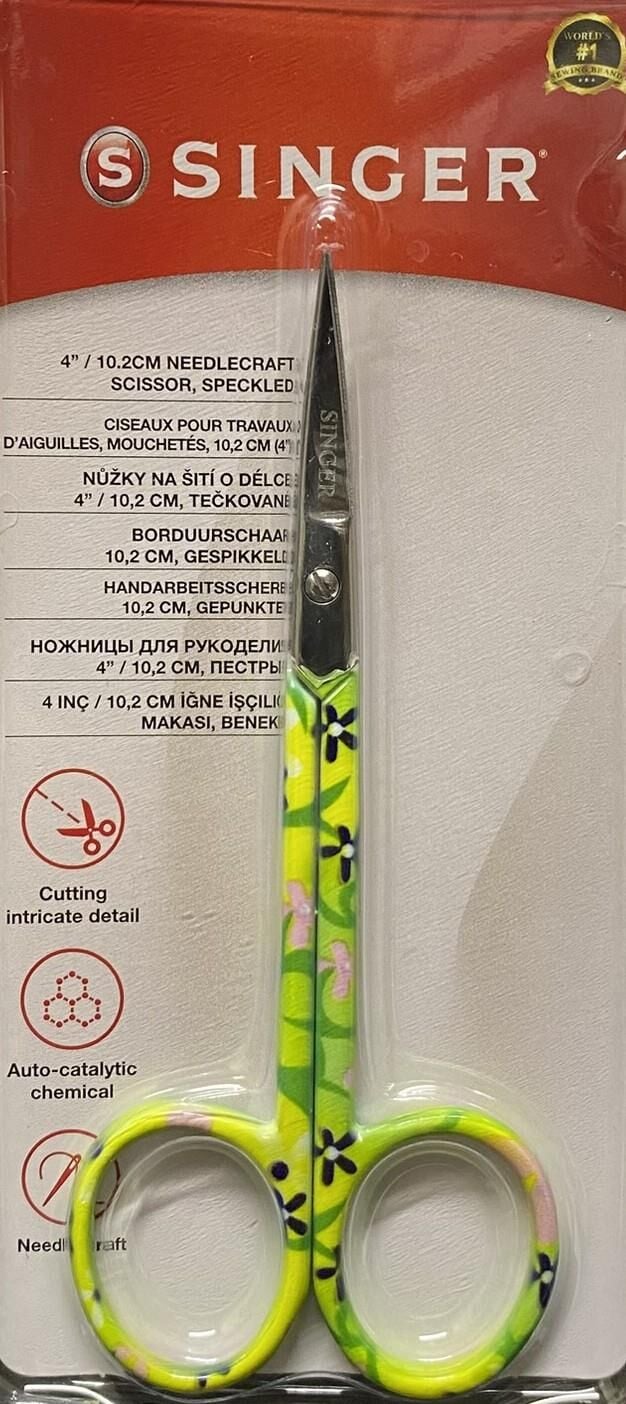 WORLD'S
#1
SEWING BRAND
S SINGER®
4” / 10.2CM NEEDLECRAFT
SCISSOR, SPECKLED
CISEAUX POUR TRAVAUX
D'AIGUILLES, MOUCHETÉS, 10,2 CM (4”)
NŮŽKY NA ŠITÍ O DÉLCE
4” / 10,2 CM, TEČKOVANÉ
BORDUURSCHAAR
10,2 CM, GESPIKKELD
HANDARBEITSSCHERE
10,2 CM, GEPUNKTET
НОЖНИЦЫ ДЛЯ РУКОДЕЛИ
4” / 10,2 CM, ПЕСТРЫ
4 INÇ / 10,2 CM İĞNE İŞÇİLİ
MAKASI, BENEK
SINGER
Cutting
intricate detail
Auto-catalytic
chemical